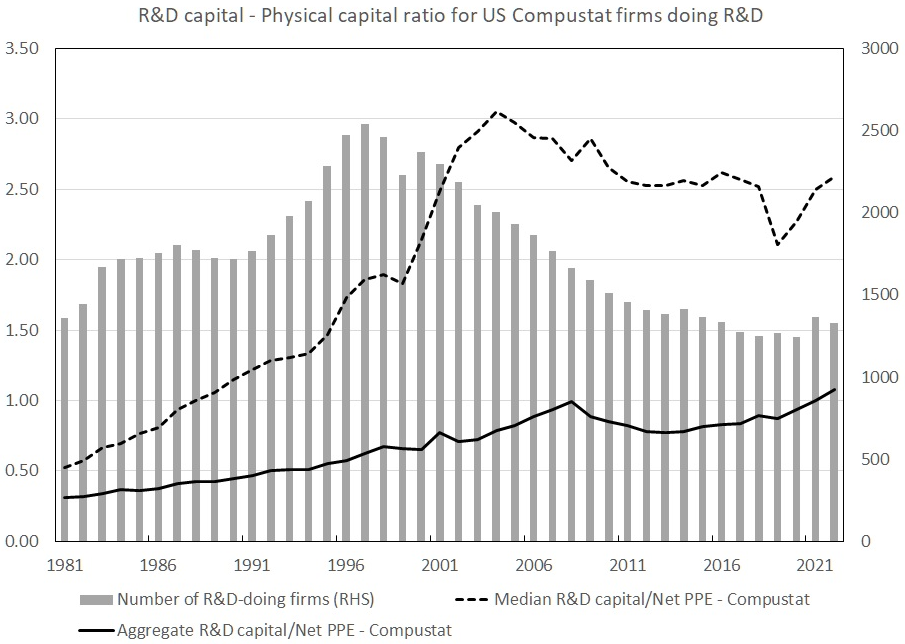 R&D capital - Physical capital ratio for US Compustat firms doing R&D
3.50 3000
3.00 2500
2.50 2000
2.00 1500
1.50 1000
1.00 500
0.50 0
0.00
1981 1986 1991 1996 2001 2006 2011 2016 2021
Number of R&D-doing firms (RHS) Median R&D capital/Net PPE - Compustat
Aggregate R&D capital/Net PPE - Compustat